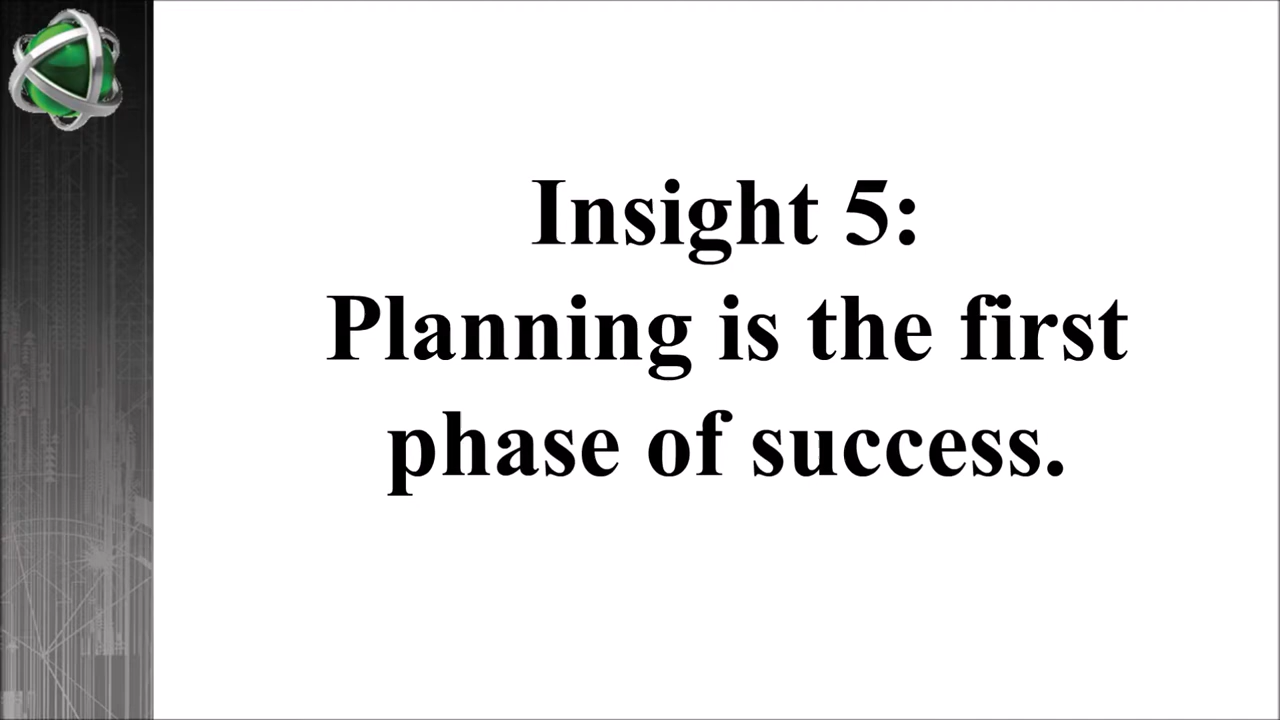 Insight 5:
Planning is the first
phase of success.